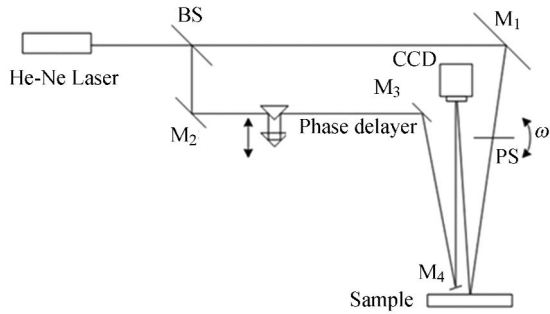 BS
M₁
He-Ne Laser
CCD
M₃
M₂
Phase delayer
ω
PS
M₄
Sample